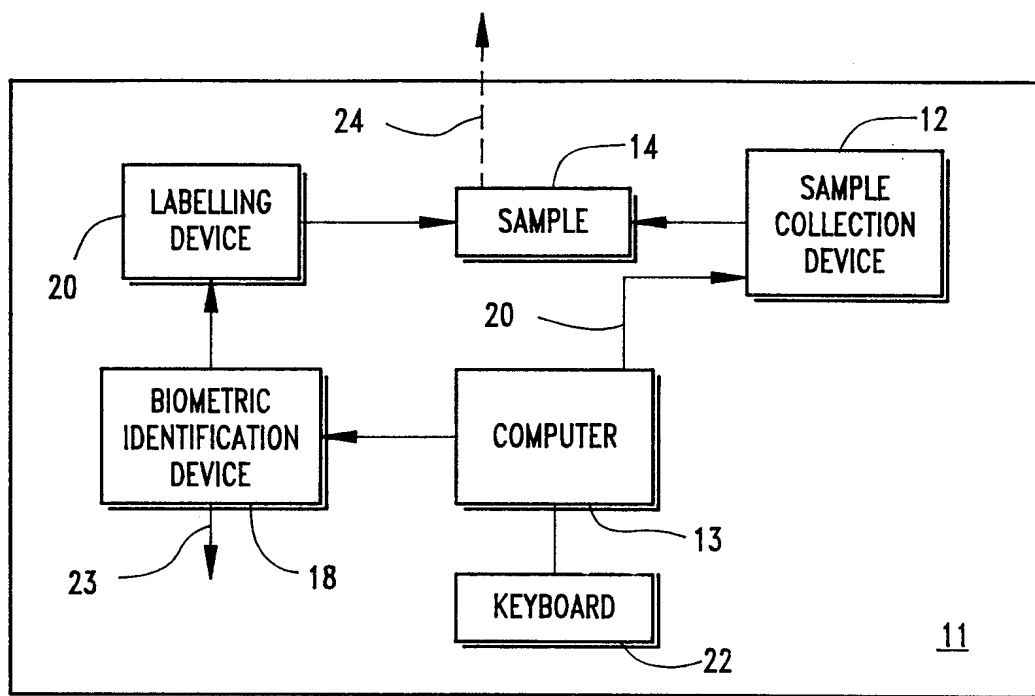 24
14
12
LABELLING
DEVICE
SAMPLE
SAMPLE
COLLECTION
DEVICE
20
20
BIOMETRIC
IDENTIFICATION
DEVICE
COMPUTER
23
18
13
KEYBOARD
22
11